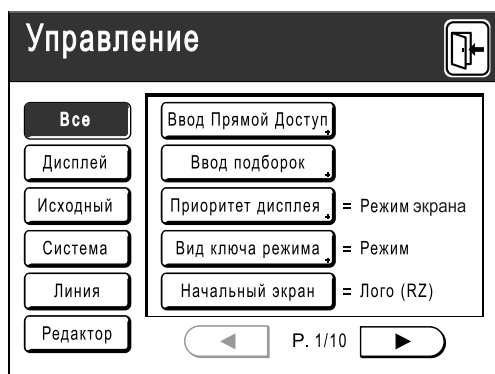 Управление
Все
Ввод Прямой Доступ
Дисплей
Ввод подборок
Исходный
Приоритет дисплея = Режим экрана
Система
Вид ключа режима = Режим
Линия
Начальный экран = Лого (RZ)
Редактор
P. 1/10